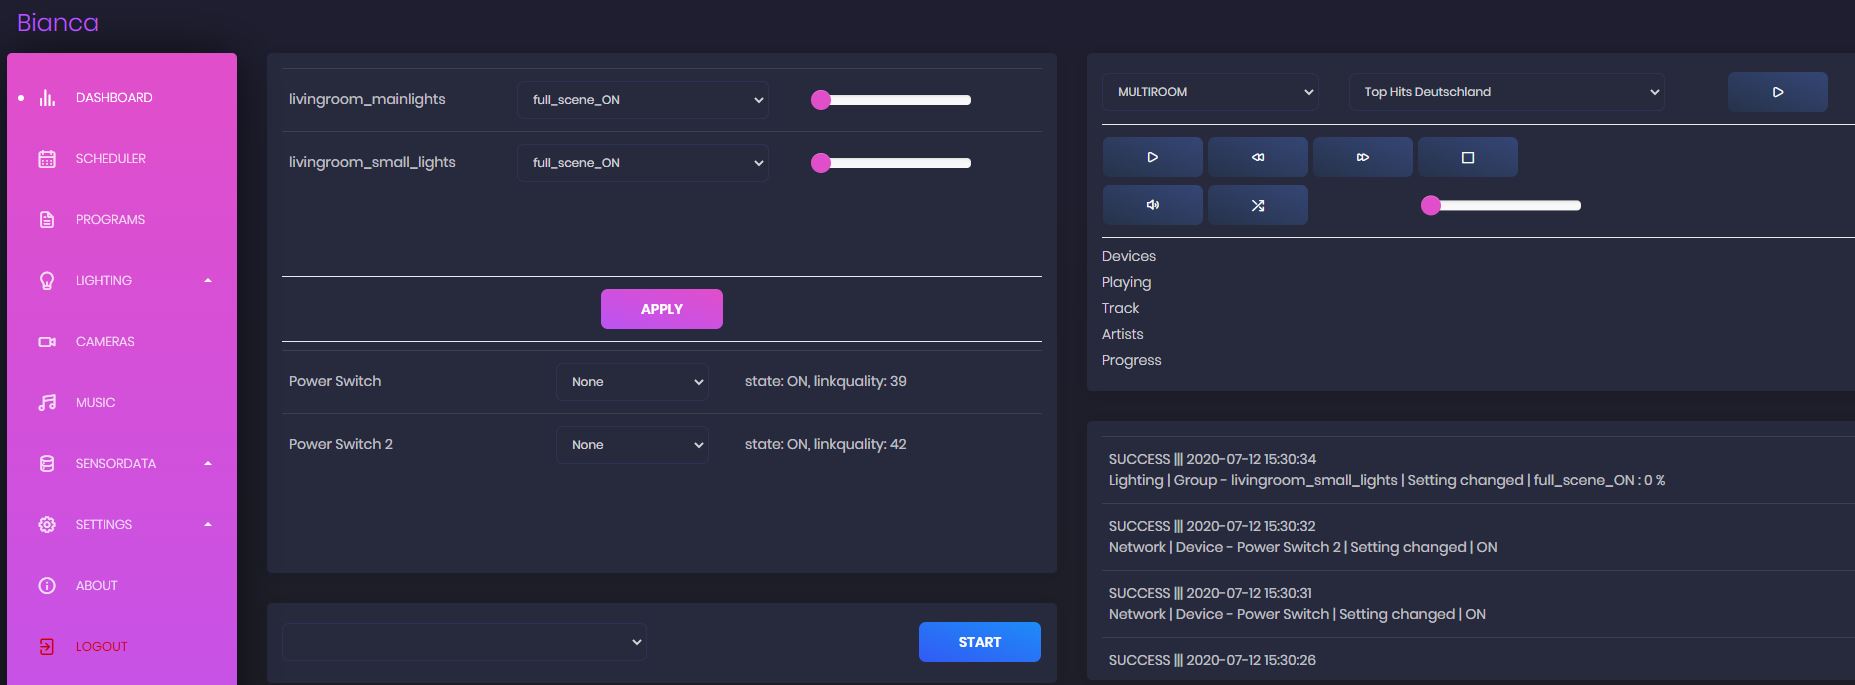 Bianca
DASHBOARD
SCHEDULER
PROGRAMS
LIGHTING
CAMERAS
MUSIC
SENSORDATA
SETTINGS
ABOUT
LOGOUT
livingroom_mainlights full_scene_ON
livingroom_small_lights full_scene_ON
APPLY
Power Switch None state: ON, linkquality: 39
Power Switch 2 None state: ON, linkquality: 42
START
MULTIROOM Top Hits Deutschland
Devices
Playing
Track
Artists
Progress
SUCCESS ||| 2020-07-12 15:30:34
Lighting | Group - livingroom_small_lights | Setting changed | full_scene_ON : 0 %
SUCCESS ||| 2020-07-12 15:30:32
Network | Device - Power Switch 2 | Setting changed | ON
SUCCESS ||| 2020-07-12 15:30:31
Network | Device - Power Switch | Setting changed | ON
SUCCESS ||| 2020-07-12 15:30:26